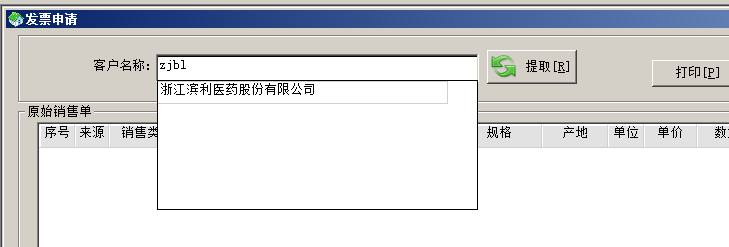 发票申请
客户名称: zjbl 提取[R] 打印[P]
浙江滨利医药股份有限公司
原始销售单
序号 来源 销售类 规格 产地 单位 单价